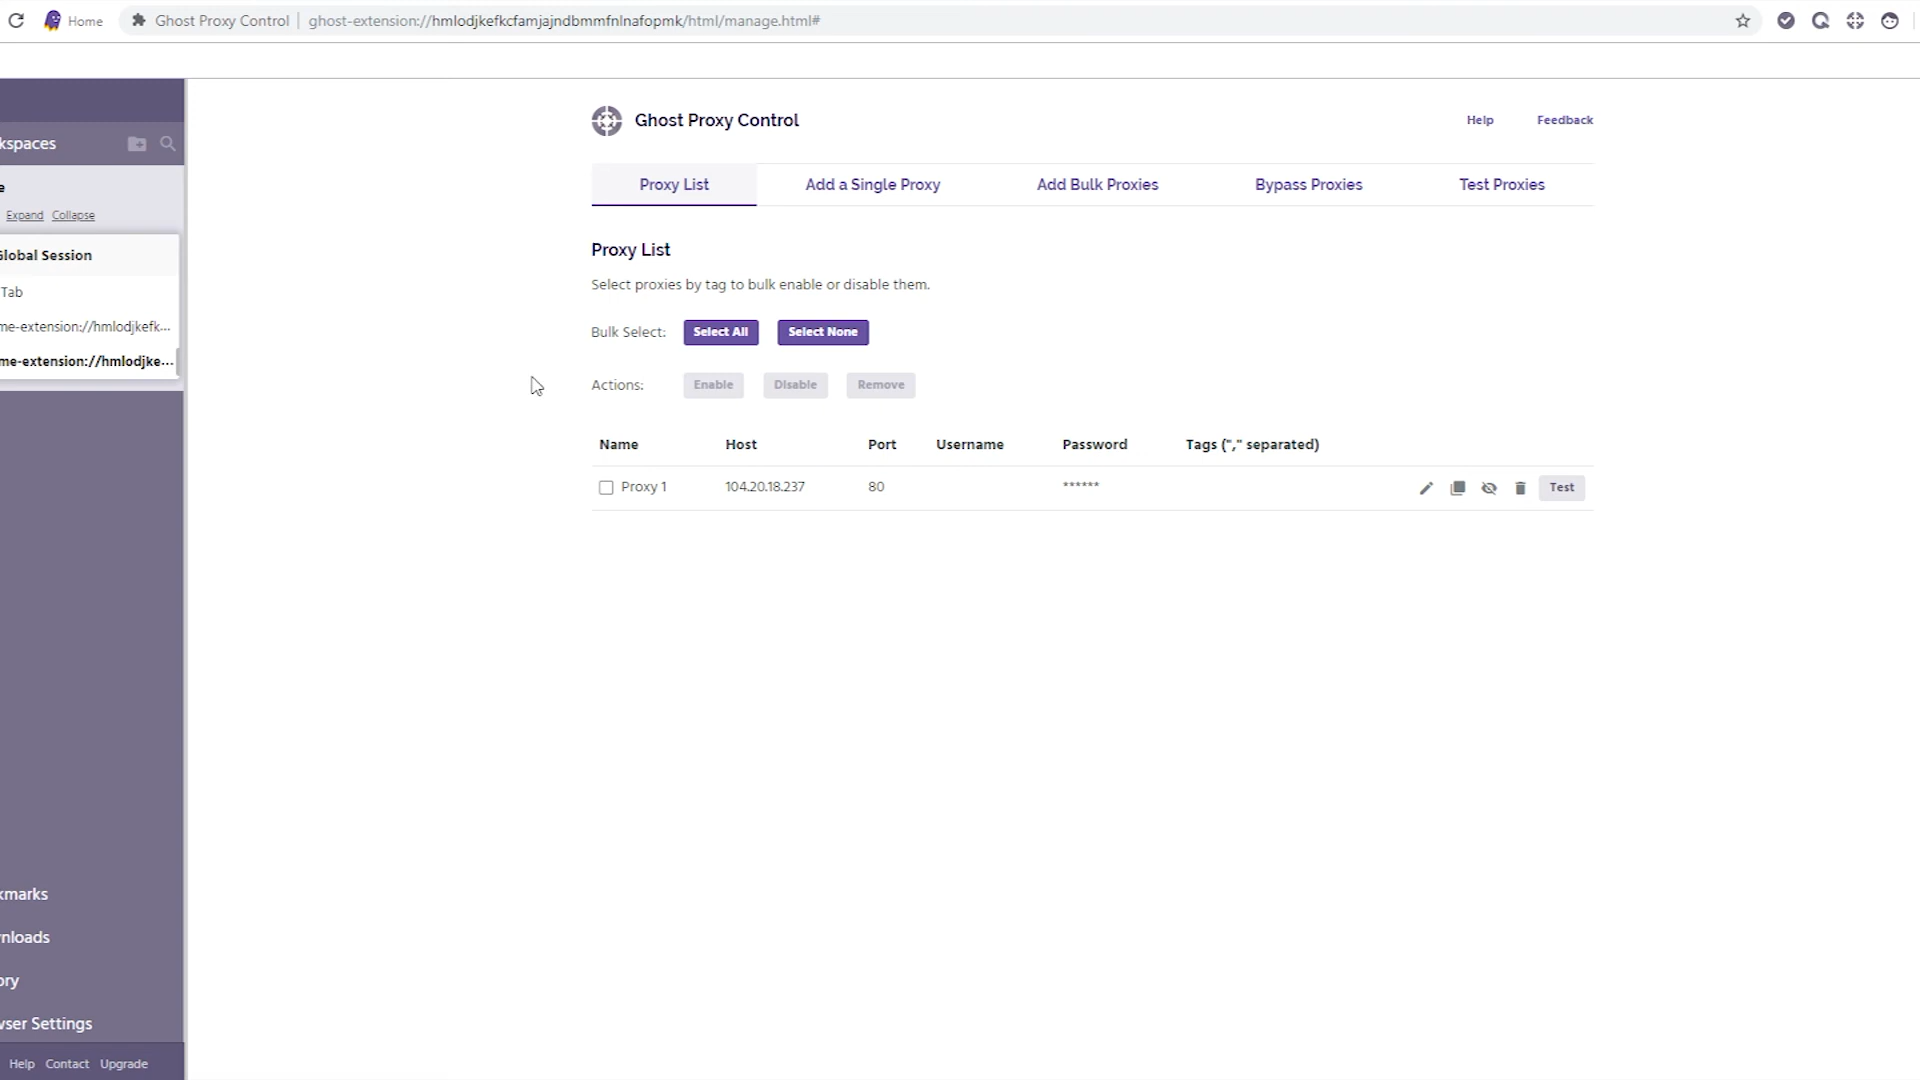 Home
Ghost Proxy Control | ghost-extension://hmlodjkefkcfamjajndbmmfnlnafopmk/html/manage.html#
kspaces
e
Expand Collapse
Global Session
Tab
me-extension://hmlodjkefk...
me-extension://hmlodjke...
kmarks
nloads
ory
wser Settings
Help Contact Upgrade
Ghost Proxy Control
Help Feedback
Proxy List Add a Single Proxy Add Bulk Proxies Bypass Proxies Test Proxies
Proxy List
Select proxies by tag to bulk enable or disable them.
Bulk Select: Select All Select None
Actions: Enable Disable Remove
Name Host Port Username Password Tags ("," separated)
Proxy 1 104.20.18.237 80 ****** Test